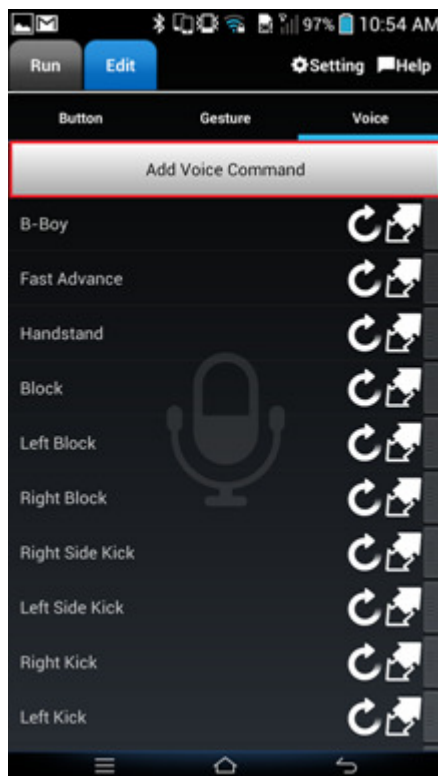 97% 10:54 AM
Run Edit Setting Help
Button Gesture Voice
Add Voice Command
B-Boy
Fast Advance
Handstand
Block
Left Block
Right Block
Right Side Kick
Left Side Kick
Right Kick
Left Kick